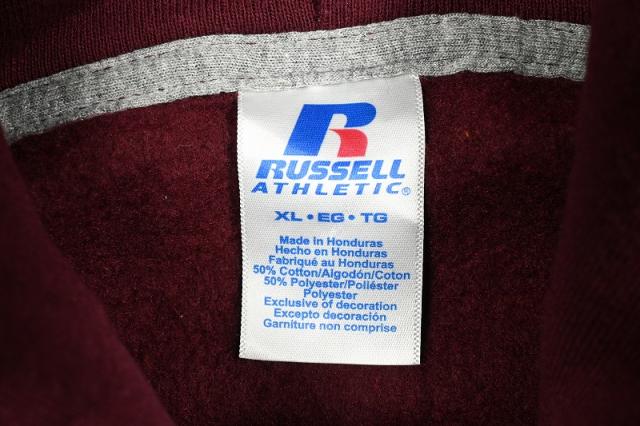 R
RUSSELL
ATHLETIC®
XL • EG • TG
Made in Honduras
Hecho en Honduras
Fabriqué au Honduras
50% Cotton/Algodón/Coton
50% Polyester/Poliéster
Polyester
Exclusive of decoration
Excepto decoración
Garniture non comprise